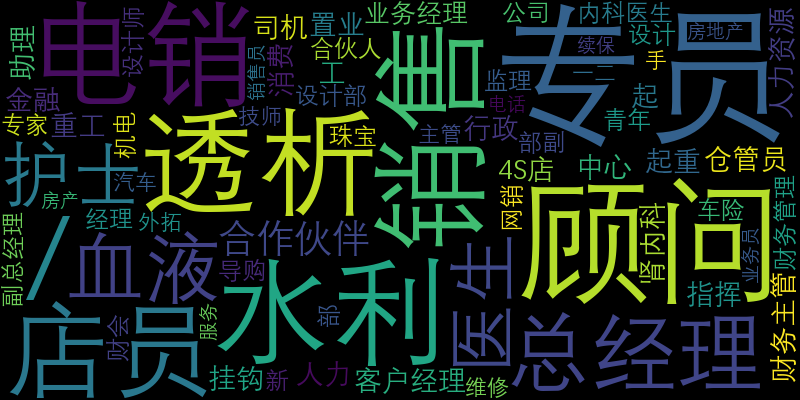 电销
专员
销售
透析
顾问
护士
/
血液
水利
店员
医生
总经理
助理
设计师
司机
置业
业务经理
公司
内科医生
房地产
人力资源
设计
续保
手
合伙人
工
消费
销售员
金融
设计部
监理
一二
起
电话
技师
专家
重工
机电
珠宝
主管
行政
部副
青年
4S店
中心
起重
仓管员
汽车
房产
经理
外拓
合作伙伴
网销
肾内科
车险
财务管理
业务员
副总经理
导购
指挥
财务主管
财会
服务
部
挂钩
新
人力
客户经理
维修